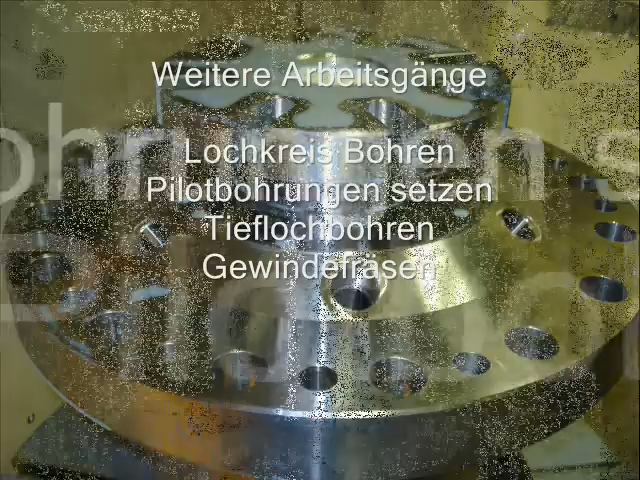 Weitere Arbeitsgänge
Lochkreis Bohren
Pilotbohrungen setzen
Tieflochbohren
Gewindefräsen